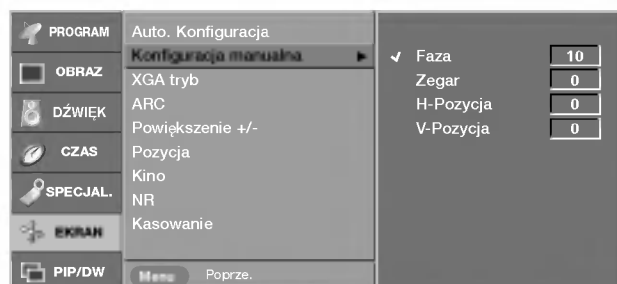 PROGRAM
OBRAZ
DŹWIĘK
CZAS
SPECJAL.
EKRAN
PIP/DW
Auto. Konfiguracja
Konfiguracja manualna
XGA tryb
ARC
Powiększenie +/-
Pozycja
Kino
NR
Kasowanie
Menu Poprze.
Faza 10
Zegar 0
H-Pozycja 0
V-Pozycja 0